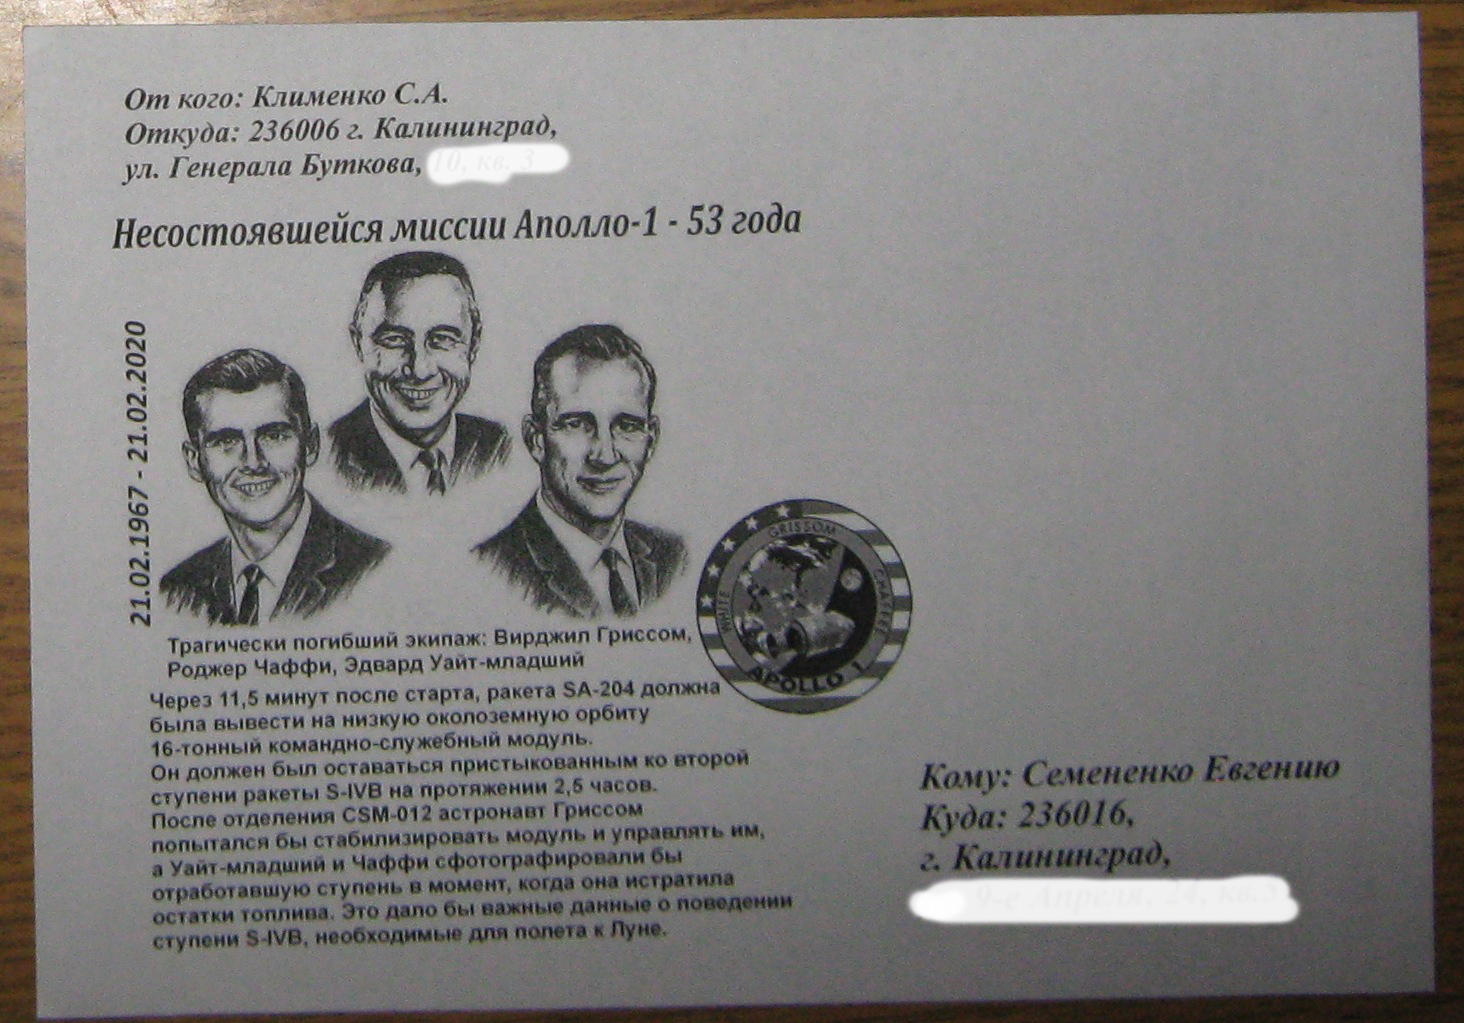 От кого: Клименко С.А.
Откуда: 236006 г. Калининград,
ул. Генерала Буткова,
Несостоявшейся миссии Аполло-1 - 53 года
21.02.1967 - 21.02.2020
GRISSOM
WHITE
CHAFFEE
APOLLO 1
Трагически погибший экипаж: Вирджил Гриссом,
Роджер Чаффи, Эдвард Уайт-младший
Через 11,5 минут после старта, ракета SA-204 должна
была вывести на низкую околоземную орбиту
16-тонный командно-служебный модуль.
Он должен был оставаться пристыкованным ко второй
ступени ракеты S-IVB на протяжении 2,5 часов.
После отделения CSM-012 астронавт Гриссом
попытался бы стабилизировать модуль и управлять им,
а Уайт-младший и Чаффи сфотографировали бы
отработавшую ступень в момент, когда она истратила
остатки топлива. Это дало бы важные данные о поведении
ступени S-IVB, необходимые для полета к Луне.
Кому: Семененко Евгению
Куда: 236016,
г. Калининград,